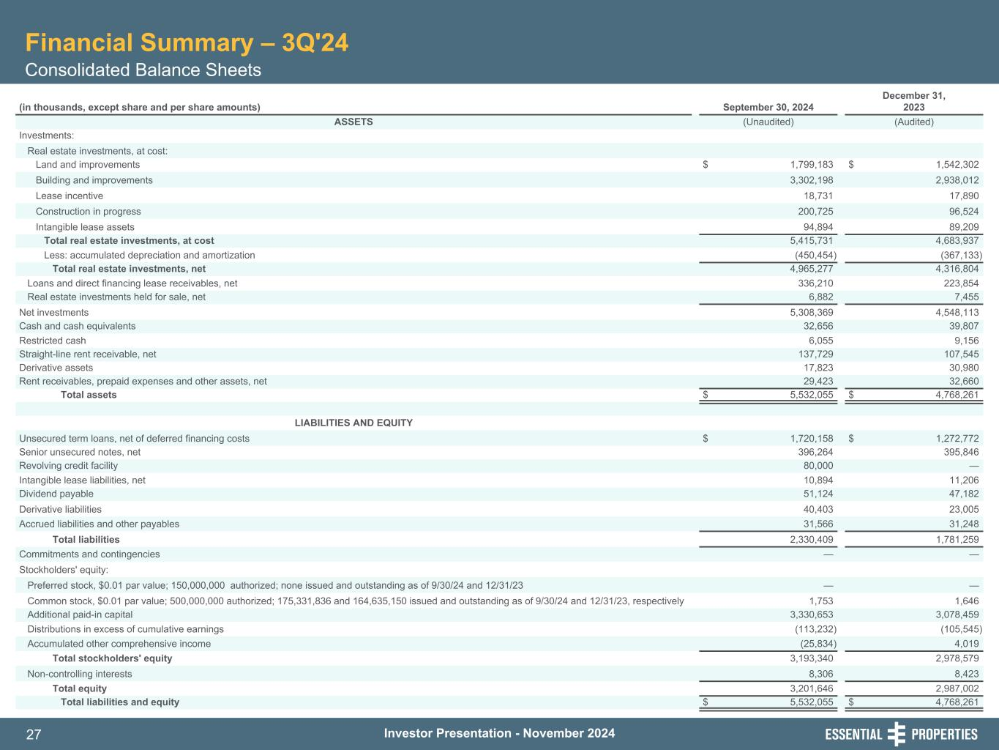 Financial Summary – 3Q'24
Consolidated Balance Sheets
December 31,
(in thousands, except share and per share amounts) September 30, 2024 2023
ASSETS (Unaudited) (Audited)
Investments:
Real estate investments, at cost:
Land and improvements $ 1,799,183 $ 1,542,302
Building and improvements 3,302,198 2,938,012
Lease incentive 18,731 17,890
Construction in progress 200,725 96,524
Intangible lease assets 94,894 89,209
Total real estate investments, at cost 5,415,731 4,683,937
Less: accumulated depreciation and amortization (450,454) (367,133)
Total real estate investments, net 4,965,277 4,316,804
Loans and direct financing lease receivables, net 336,210 223,854
Real estate investments held for sale, net 6,882 7,455
Net investments 5,308,369 4,548,113
Cash and cash equivalents 32,656 39,807
Restricted cash 6,055 9,156
Straight-line rent receivable, net 137,729 107,545
Derivative assets 17,823 30,980
Rent receivables, prepaid expenses and other assets, net 29,423 32,660
Total assets $ 5,532,055 $ 4,768,261
LIABILITIES AND EQUITY
Unsecured term loans, net of deferred financing costs $ 1,720,158 $ 1,272,772
Senior unsecured notes, net 396,264 395,846
Revolving credit facility 80,000 —
Intangible lease liabilities, net 10,894 11,206
Dividend payable 51,124 47,182
Derivative liabilities 40,403 23,005
Accrued liabilities and other payables 31,566 31,248
Total liabilities 2,330,409 1,781,259
Commitments and contingencies — —
Stockholders' equity:
Preferred stock, $0.01 par value; 150,000,000 authorized; none issued and outstanding as of 9/30/24 and 12/31/23 — —
Common stock, $0.01 par value; 500,000,000 authorized; 175,331,836 and 164,635,150 issued and outstanding as of 9/30/24 and 12/31/23, respectively 1,753 1,646
Additional paid-in capital 3,330,653 3,078,459
Distributions in excess of cumulative earnings (113,232) (105,545)
Accumulated other comprehensive income (25,834) 4,019
Total stockholders' equity 3,193,340 2,978,579
Non-controlling interests 8,306 8,423
Total equity 3,201,646 2,987,002
Total liabilities and equity $ 5,532,055 $ 4,768,261
27 Investor Presentation - November 2024 ESSENTIAL PROPERTIES